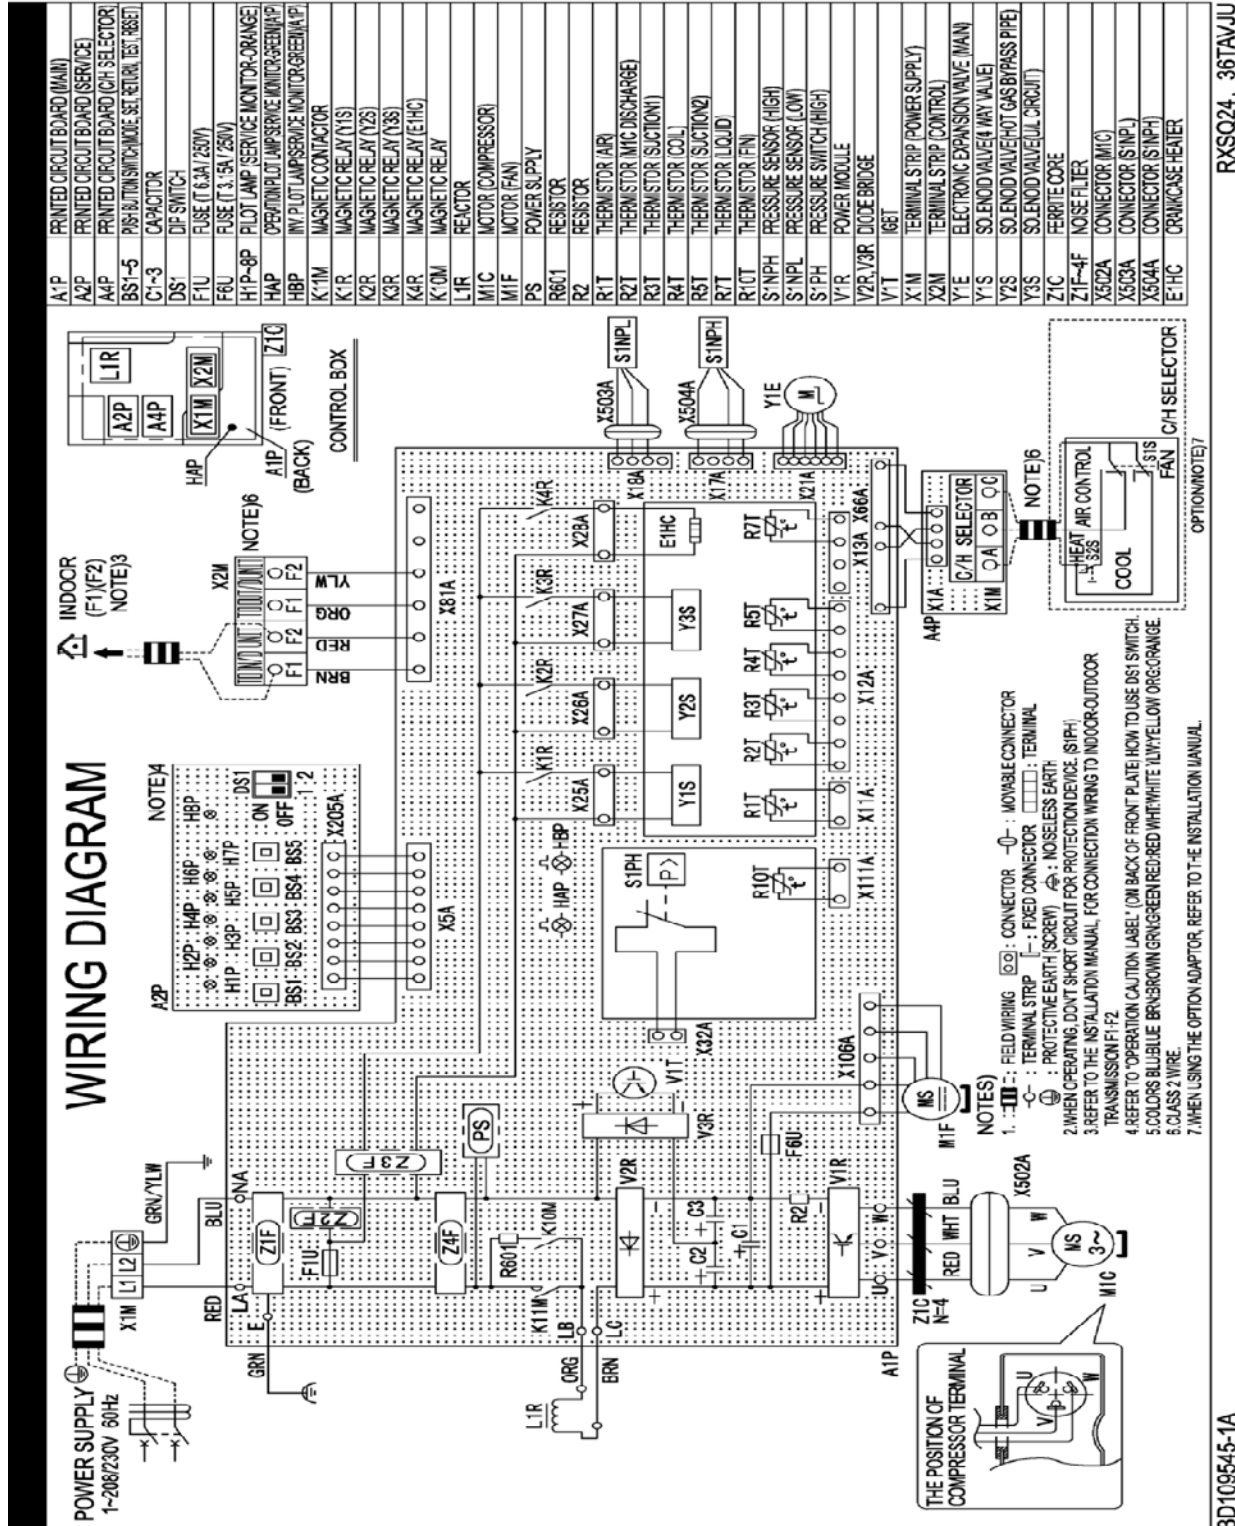 WIRING DIAGRAM
POWER SUPPLY
1~208/230V 60Hz
X1M
L1 L2
GRN/YLW
RED
BLU
LA
NA
E
GRN
Z1F
Z2F
F1U
Z3F
Z4F
PS
R601
K10M
K11M
LB
LC
ORG
BRN
L1R
V2R
V3R
V1T
+
-
C2
C3
C1
F6U
R2
V1R
U V W
Z1C
N=4
RED WHT BLU
X502A
U V W
MS
3~
M1C
A1P
THE POSITION OF
COMPRESSOR TERMINAL
U
V
W
A2P
NOTE)4
H2P H4P H6P HBP
H1P H3P H5P H7P
DS1
ON
OFF
1 2
BS1 BS2 BS3 BS4 BS5
X205A
X5A
INDOOR
(F1)(F2)
NOTE)3
X2M
NOTE)6
TO IN/D UNIT
F1 F2 F1 F2
BRN RED ORG YLW
X81A
HAP HBP
K1R K2R K3R K4R
X25A X26A X27A X28A
Y1S Y2S Y3S E1HC
S1PH
P>
X32A
R10T
t°
X111A
R1T R2T R3T R4T R5T R7T
t° t° t° t° t° t°
X11A X12A X13A
X106A
MS
M1F
X18A
X503A
S1NPL
X17A
X504A
S1NPH
X21A
Y1E
M
X66A
A4P
X1A
C/H SELECTOR
A B C
X1M
NOTE)6
HEAT AIR CONTROL
S2S
COOL
S1S
FAN
C/H SELECTOR
OPTION/NOTE)7
L1R
A2P
A4P
X1M X2M
HAP
A1P
(BACK)
(FRONT)
Z1C
CONTROL BOX
NOTES)
1. : FIELD WIRING : CONNECTOR : MOVABLE CONNECTOR
: TERMINAL STRIP : FIXED CONNECTOR : TERMINAL
: PROTECTIVE EARTH (SCREW) : NOISELESS EARTH
2.WHEN OPERATING, DON'T SHORT CIRCUIT FOR PROTECTION DEVICE. (S1PH)
3.REFER TO THE INSTALLATION MANUAL, FOR CONNECTION WIRING TO INDOOR-OUTDOOR
TRANSMISSION F1·F2.
4.REFER TO "OPERATION CAUTION LABEL" (ON BACK OF FRONT PLATE) HOW TO USE DS1 SWITCH.
5.COLORS BLU:BLUE BRN:BROWN GRN:GREEN RED:RED WHT:WHITE YLW:YELLOW ORG:ORANGE.
6.CLASS 2 WIRE.
7.WHEN USING THE OPTION ADAPTOR, REFER TO THE INSTALLATION MANUAL.
A1P PRINTED CIRCUIT BOARD (MAIN)
A2P PRINTED CIRCUIT BOARD (SERVICE)
A4P PRINTED CIRCUIT BOARD (C/H SELECTOR)
BS1~5 PUSH BUTTON SWITCH(MODE, SET, RETURN, TEST, RESET)
C1~3 CAPACITOR
DS1 DIP SWITCH
F1U FUSE (T 6.3A / 250V)
F6U FUSE (T 3.15A / 250V)
H1P~8P PILOT LAMP (SERVICE MONITOR-ORANGE)
HAP OPERATION PILOT LAMP(SERVICE MONITOR-GREEN)(A1P)
HBP INV PILOT LAMP(SERVICE MONITOR-GREEN)(A1P)
K11M MAGNETIC CONTACTOR
K1R MAGNETIC RELAY (Y1S)
K2R MAGNETIC RELAY (Y2S)
K3R MAGNETIC RELAY (Y3S)
K4R MAGNETIC RELAY (E1HC)
K10M MAGNETIC RELAY
L1R REACTOR
M1C MOTOR (COMPRESSOR)
M1F MOTOR (FAN)
PS POWER SUPPLY
R601 RESISTOR
R2 RESISTOR
R1T THERMISTOR (AIR)
R2T THERMISTOR (M1C DISCHARGE)
R3T THERMISTOR (SUCTION1)
R4T THERMISTOR (COIL)
R5T THERMISTOR (SUCTION2)
R7T THERMISTOR (LIQUID)
R10T THERMISTOR (FIN)
S1NPH PRESSURE SENSOR (HIGH)
S1NPL PRESSURE SENSOR (LOW)
S1PH PRESSURE SWITCH (HIGH)
V1R POWER MODULE
V2R,V3R DIODE BRIDGE
V1T IGBT
X1M TERMINAL STRIP (POWER SUPPLY)
X2M TERMINAL STRIP (CONTROL)
Y1E ELECTRONIC EXPANSION VALVE (MAIN)
Y1S SOLENOID VALVE(4 WAY VALVE)
Y2S SOLENOID VALVE(HOT GAS BYPASS PIPE)
Y3S SOLENOID VALVE(U.L CIRCUIT)
Z1C FERRITE CORE
Z1F~4F NOISE FILTER
X502A CONNECTOR (M1C)
X503A CONNECTOR (S1NPL)
X504A CONNECTOR (S1NPH)
E1HC CRANKCASE HEATER
BD109545-1A
RXSQ24, 36TAVJU